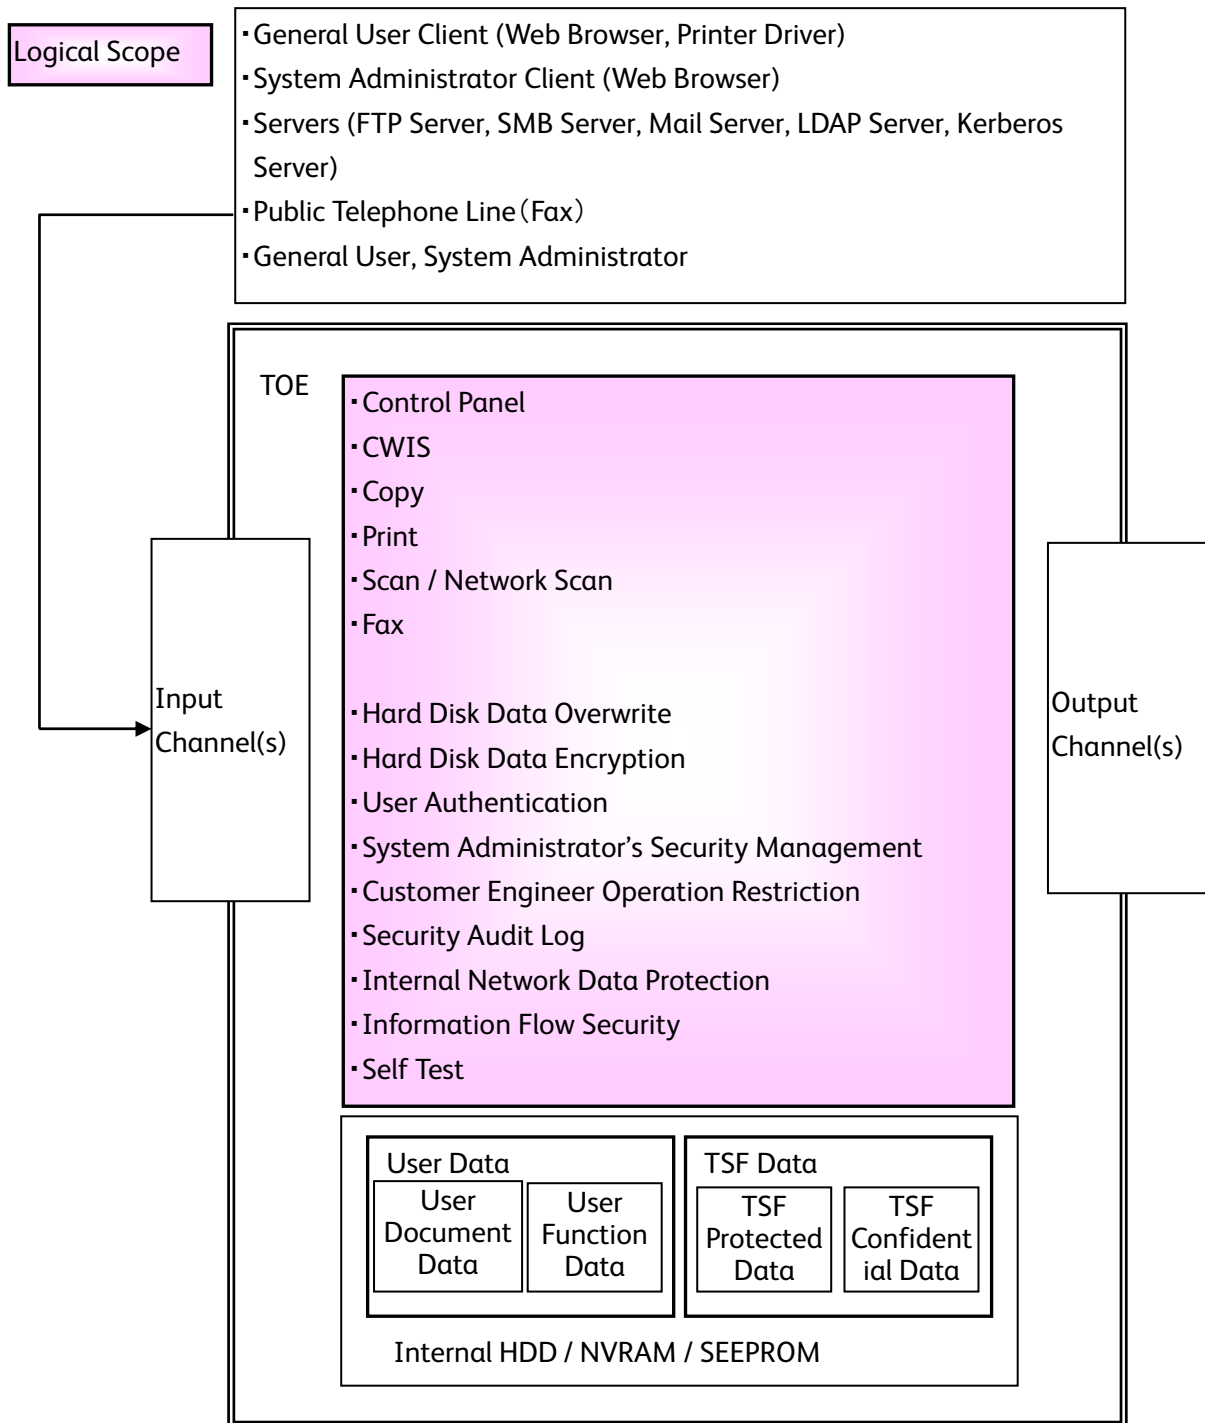 Logical Scope
・General User Client (Web Browser, Printer Driver)
・System Administrator Client (Web Browser)
・Servers (FTP Server, SMB Server, Mail Server, LDAP Server, Kerberos
Server)
・Public Telephone Line（Fax）
・General User, System Administrator
TOE
・Control Panel
・CWIS
・Copy
・Print
・Scan / Network Scan
・Fax
・Hard Disk Data Overwrite
・Hard Disk Data Encryption
・User Authentication
・System Administrator’s Security Management
・Customer Engineer Operation Restriction
・Security Audit Log
・Internal Network Data Protection
・Information Flow Security
・Self Test
Input
Channel(s)
Output
Channel(s)
User Data
User
Document
Data
User
Function
Data
TSF Data
TSF
Protected
Data
TSF
Confident
ial Data
Internal HDD / NVRAM / SEEPROM